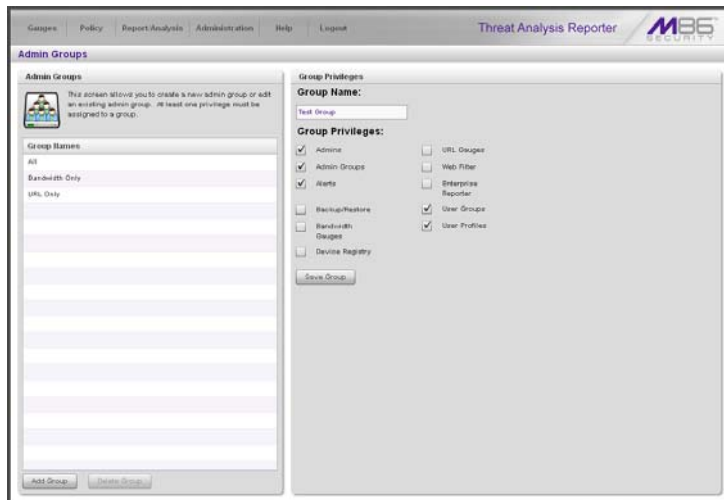 Gauges Policy Report/Analysis Administration Help Logout
Threat Analysis Reporter
M86
SECURITY
Admin Groups
Admin Groups
This screen allows you to create a new admin group or edit
an existing admin group. At least one privilege must be
assigned to a group.
Group Names
All
Bandwidth Only
URL Only
Add Group
Delete Group
Group Privileges
Group Name:
Test Group
Group Privileges:
Admins
URL Gauges
Admin Groups
Web Filter
Alerts
Enterprise
Reporter
Backup/Restore
User Groups
Bandwidth
Gauges
User Profiles
Device Registry
Save Group